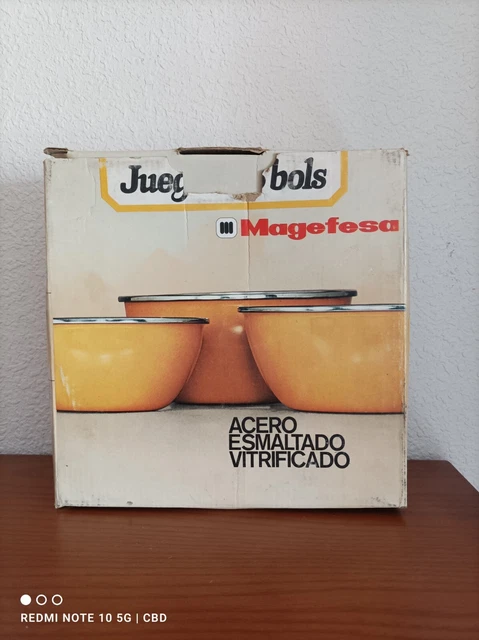 Jueg bols
Magefesa
ACERO
ESMALTADO
VITRIFICADO
REDMI NOTE 10 5G | CBD